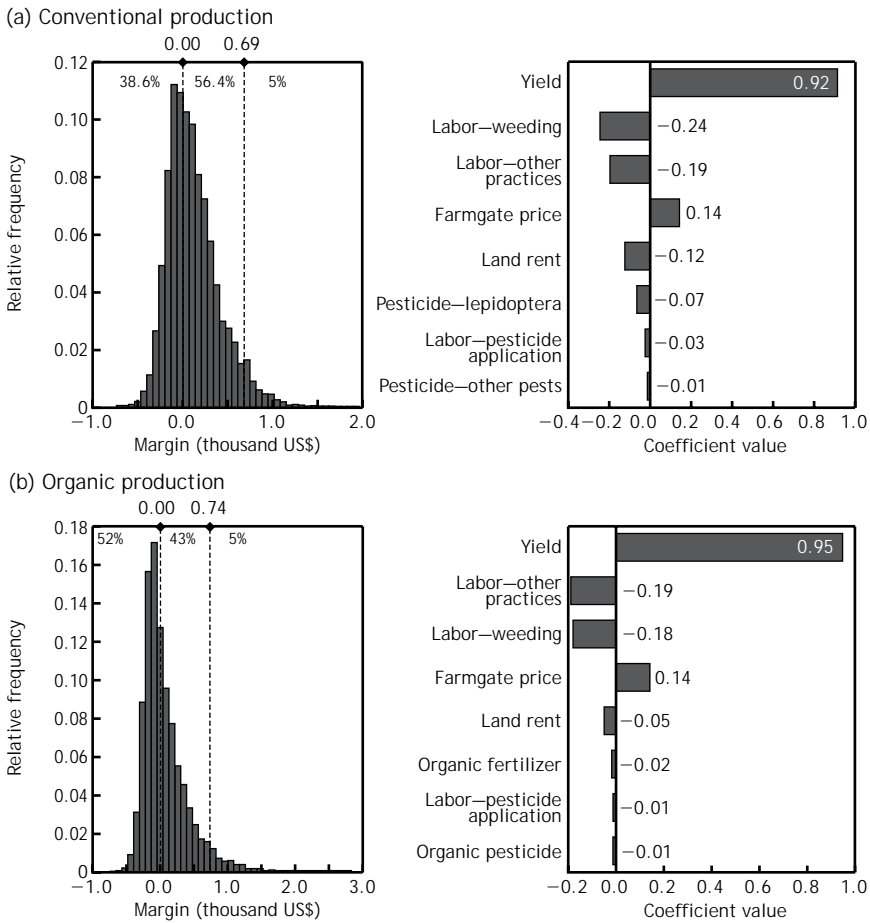 (a) Conventional production
0.00 0.69
38.6% 56.4% 5%
0.12
0.10
0.08
0.06
0.04
0.02
0
Relative frequency
−1.0 0.0 1.0 2.0
Margin (thousand US$)
Yield 0.92
Labor—weeding −0.24
Labor—other
practices −0.19
Farmgate price 0.14
Land rent −0.12
Pesticide—lepidoptera −0.07
Labor—pesticide
application −0.03
Pesticide—other pests −0.01
−0.4 −0.2 0.0 0.2 0.4 0.6 0.8 1.0
Coefficient value
(b) Organic production
0.00 0.74
52% 43% 5%
0.18
0.16
0.14
0.12
0.10
0.08
0.06
0.04
0.02
0
Relative frequency
−1.0 0.0 1.0 2.0 3.0
Margin (thousand US$)
Yield 0.95
Labor—other
practices −0.19
Labor—weeding −0.18
Farmgate price 0.14
Land rent −0.05
Organic fertilizer −0.02
Labor—pesticide
application −0.01
Organic pesticide −0.01
−0.2 0.0 0.2 0.4 0.6 0.8 1.0
Coefficient value